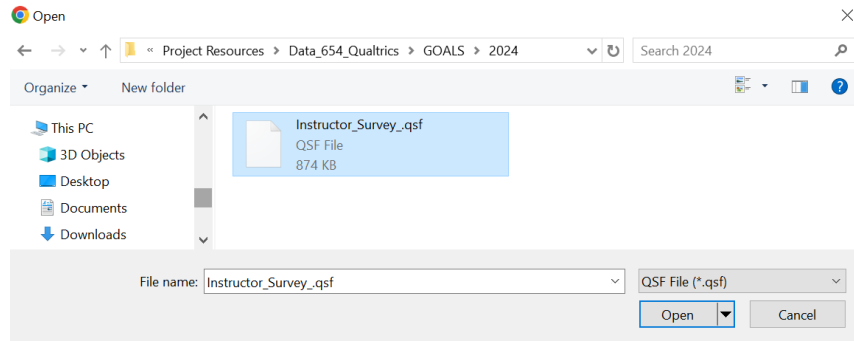 Open
« Project Resources > Data_654_Qualtrics > GOALS > 2024
Search 2024
Organize
New folder
This PC
3D Objects
Desktop
Documents
Downloads
Instructor_Survey_.qsf
QSF File
874 KB
File name: Instructor_Survey_.qsf
QSF File (*.qsf)
Open
Cancel